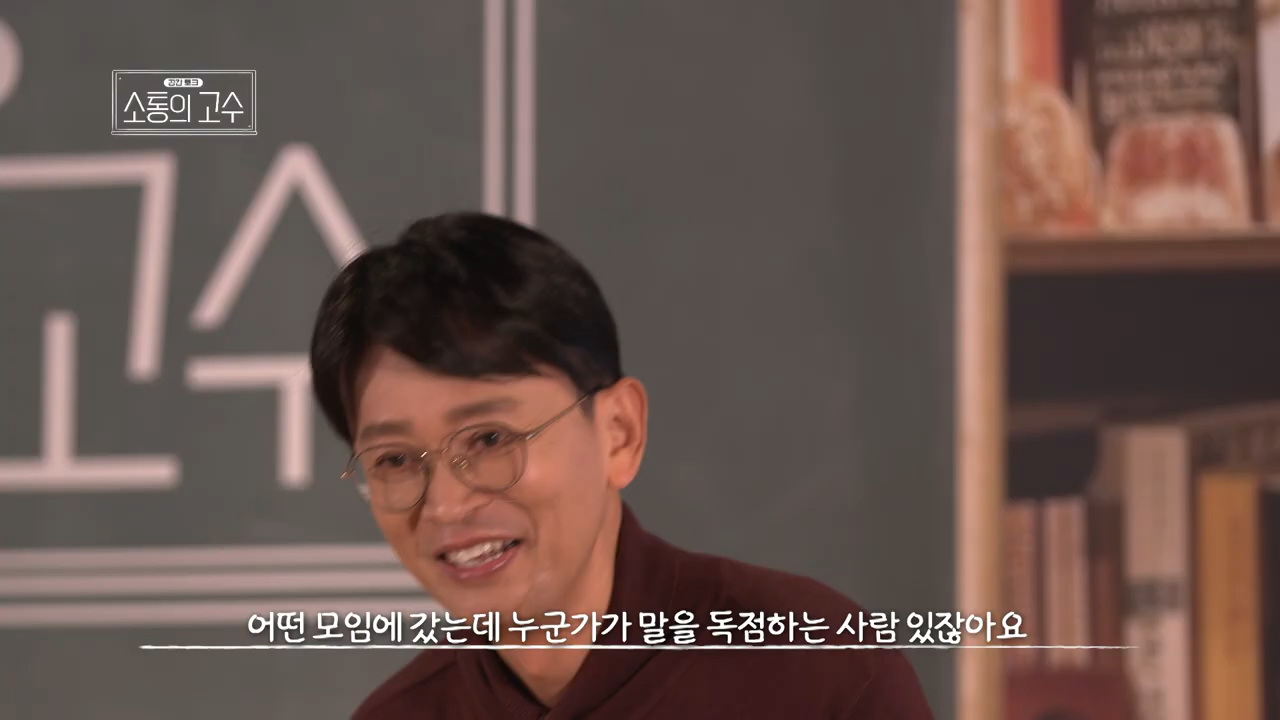 소통의 고수
고수
어떤 모임에 갔는데 누군가가 말을 독점하는 사람 있잖아요